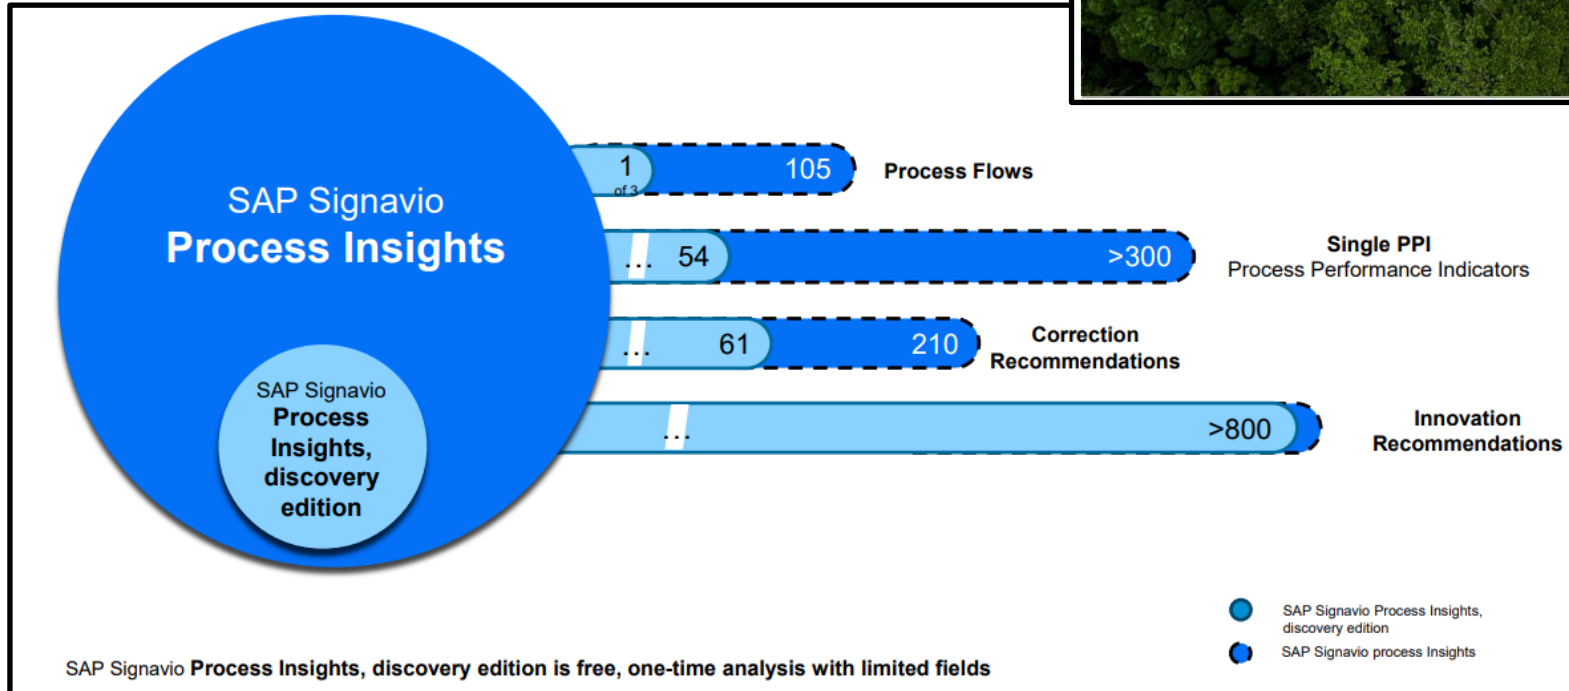 SAP Signavio
Process Insights
SAP Signavio
Process
Insights,
discovery
edition
1
of 3
105
Process Flows
... 54
>300
Single PPI
Process Performance Indicators
... 61
210
Correction
Recommendations
...
>800
Innovation
Recommendations
SAP Signavio Process Insights,
discovery edition
SAP Signavio process Insights
SAP Signavio Process Insights, discovery edition is free, one-time analysis with limited fields